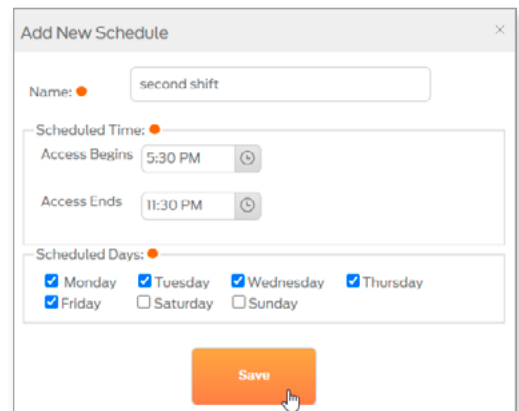 Add New Schedule
Name:
second shift
Scheduled Time:
Access Begins 5:30 PM
Access Ends 11:30 PM
Scheduled Days:
Monday Tuesday Wednesday Thursday
Friday Saturday Sunday
Save